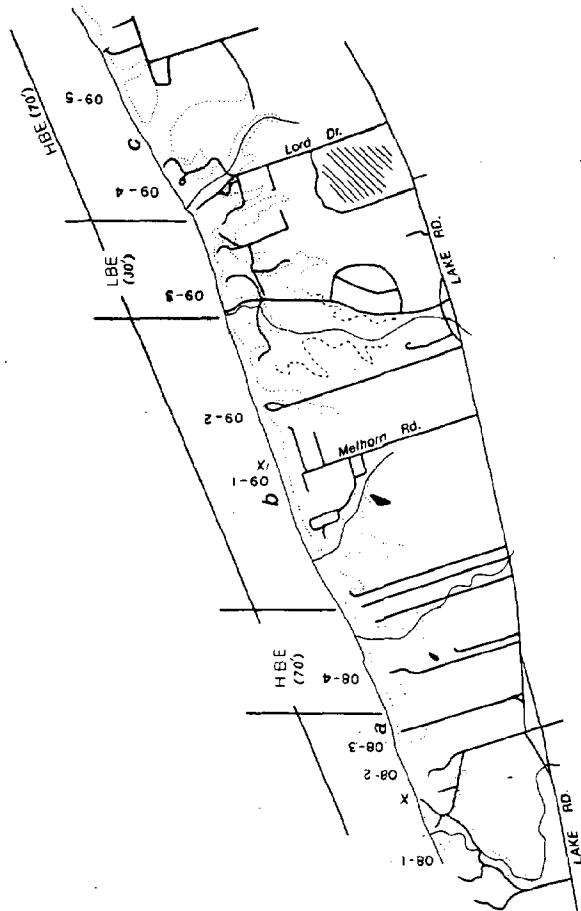 HBE (70')
09-5
c
09-4
Lord Dr.
LBE
(30')
09-3
LAKE RD.
09-2
Melhorn Rd.
X
09-1
b
HBE
(70')
08-4
a
08-3
08-2
X
08-1
LAKE RD.